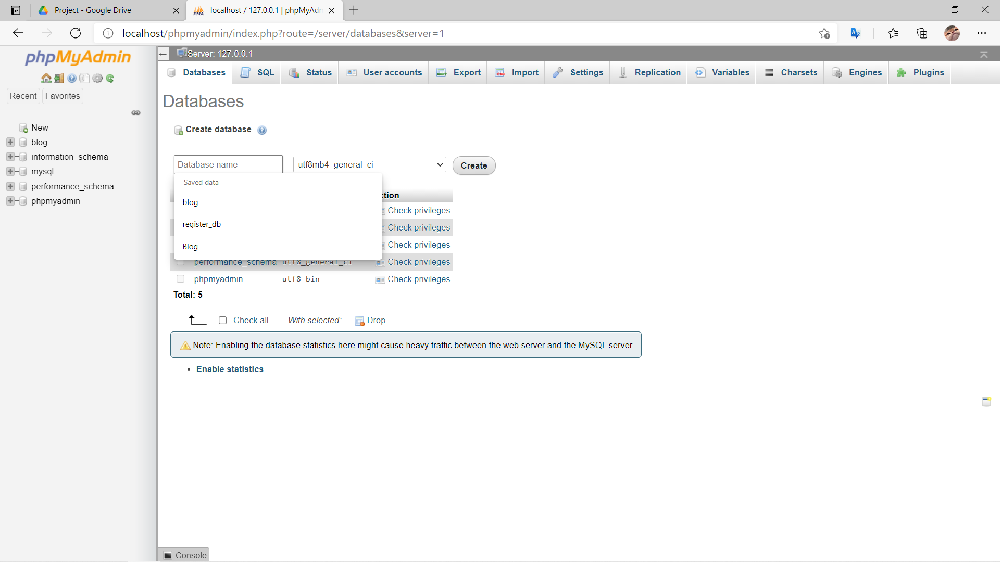 Project - Google Drive
localhost / 127.0.0.1 | phpMyAdm
localhost/phpmyadmin/index.php?route=/server/databases&server=1
phpMyAdmin
Recent
Favorites
New
blog
information_schema
mysql
performance_schema
phpmyadmin
Server: 127.0.0.1
Databases
SQL
Status
User accounts
Export
Import
Settings
Replication
Variables
Charsets
Engines
Plugins
Databases
Create database
Database name
utf8mb4_general_ci
Create
Saved data
blog
register_db
Blog
ction
Check privileges
Check privileges
Check privileges
performance_schema utf8_general_ci Check privileges
phpmyadmin utf8_bin Check privileges
Total: 5
Check all With selected: Drop
Note: Enabling the database statistics here might cause heavy traffic between the web server and the MySQL server.
• Enable statistics
Console